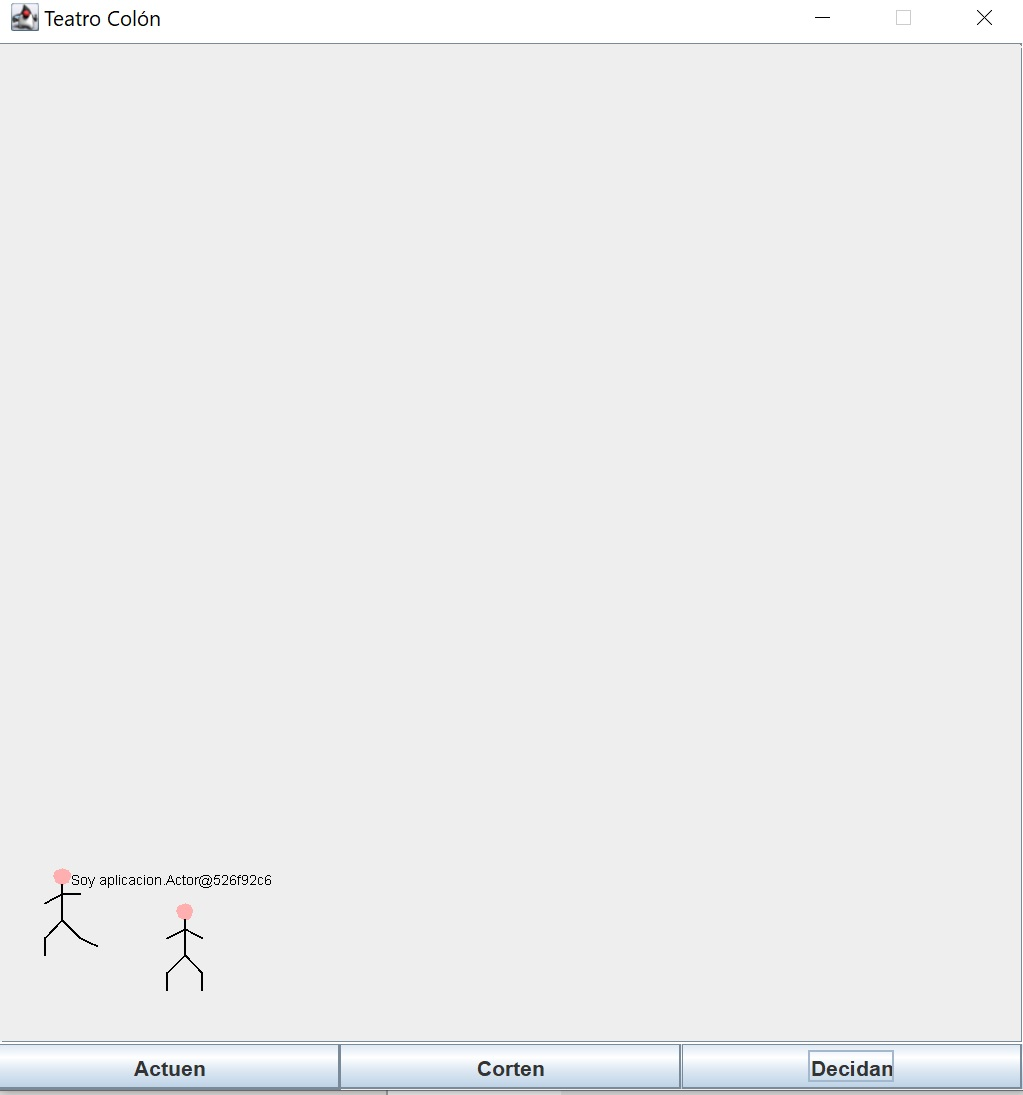 Teatro Colón
Soy aplicacion.Actor@526f92c6
Actuen
Corten
Decidan